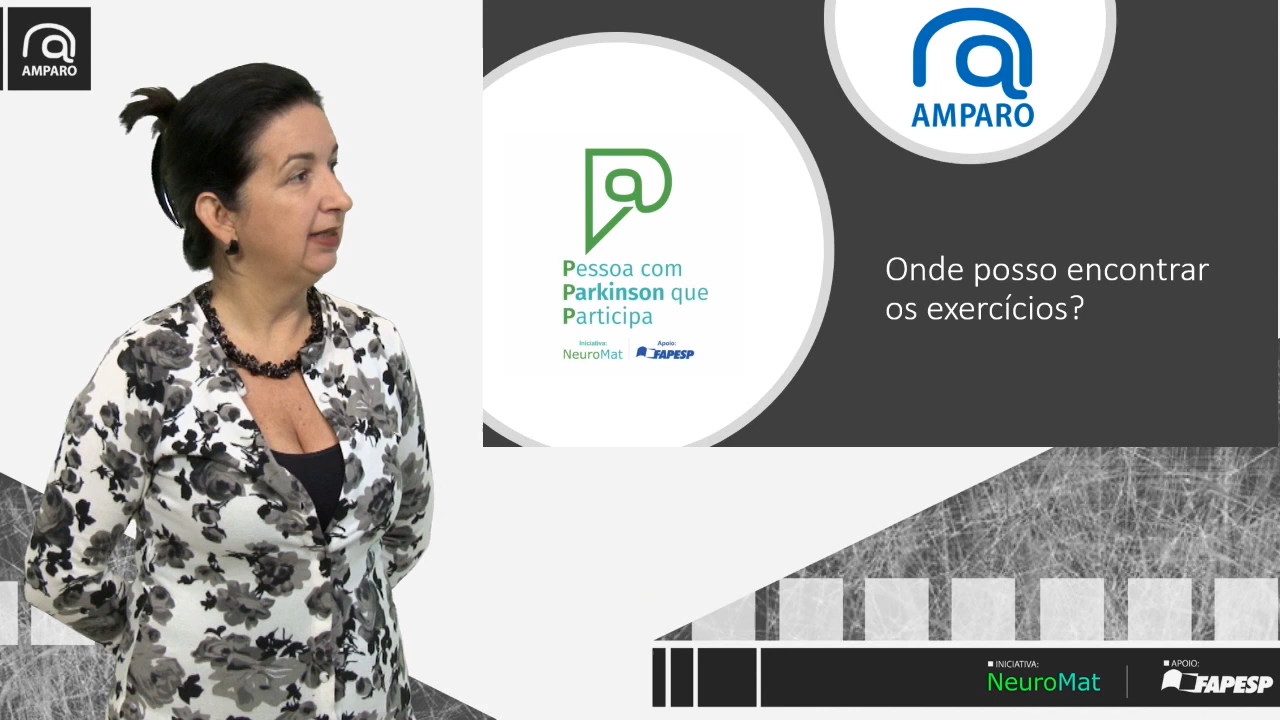 AMPARO
AMPARO
Pessoa com
Parkinson que
Participa
Iniciativa:
NeuroMat
Apoio:
FAPESP
Onde posso encontrar
os exercícios?
INICIATIVA:
NeuroMat
APOIO:
FAPESP